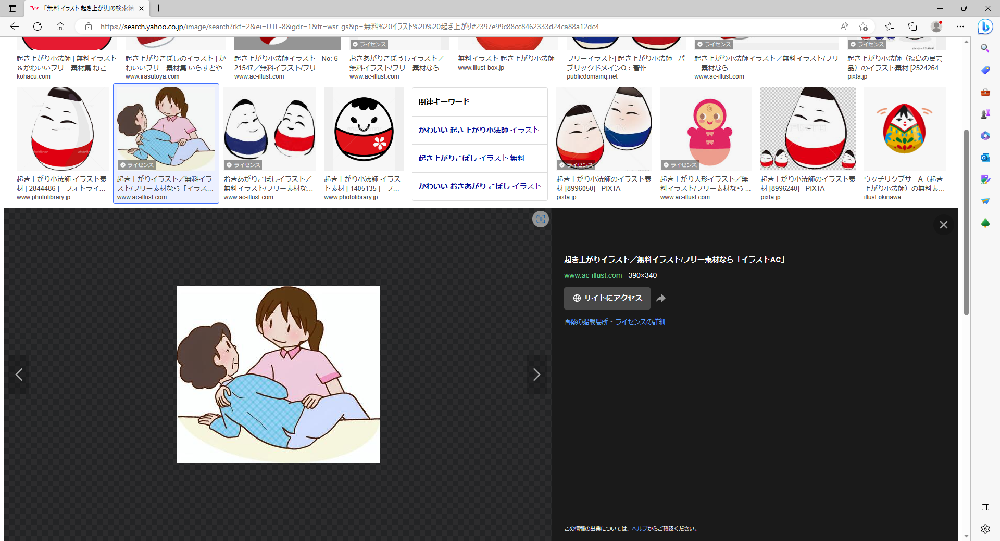 「無料 イラスト 起き上がり」の検索結
https://search.yahoo.co.jp/image/search?rkf=2&ei=UTF-8&gdr=1&fr=wsr_gs&p=無料%20イラスト%20%20起き上がり#2397e99c88cc8462333d24ca88a12dc4
ライセンス
ライセンス
ライセンス
起き上がり小法師 | 無料イラスト
&かわいいフリー素材集 ねこ ...
kohacu.com
起き上がりこぼしのイラスト | か
わいいフリー素材集 いらすとや
www.irasutoya.com
起き上がり小法師イラスト - No: 6
21547／無料イラスト/フリー ...
www.ac-illust.com
おきあがりこぼうしイラスト／
無料イラスト/フリー素材なら ...
www.ac-illust.com
無料イラスト 起き上がり小法師
www.illust-box.jp
フリーイラスト] 起き上がり小法師 - パ
ブリックドメインQ：著作 ...
publicdomainq.net
起き上がり小法師イラスト／無料イラスト/フリ
ー素材なら ...
www.ac-illust.com
起き上がり小法師（福島の民芸
品）のイラスト素材 [2524264...
pixta.jp
ライセンス
ライセンス
関連キーワード
かわいい 起き上がり小法師 イラスト
起き上がりこぼし イラスト 無料
かわいい おきあがり こぼし イラスト
ライセンス
ライセンス
起き上がり小法師 イラスト素
材 [ 2844486 ] - フォトライ...
www.photolibrary.jp
起き上がりイラスト／無料イラ
スト/フリー素材なら「イラス...
www.ac-illust.com
おきあがりこぼしイラスト／
無料イラスト/フリー素材な...
www.ac-illust.com
起き上がり小法師 イラス
ト素材 [ 1405135 ] - フ...
www.photolibrary.jp
起き上がり小法師のイラスト素
材 [8996050] - PIXTA
pixta.jp
起き上がり人形イラスト／無
料イラスト/フリー素材なら ...
www.ac-illust.com
起き上がり小法師のイラスト素
材 [8996240] - PIXTA
pixta.jp
ウッチリクブサーA（起き
上がり小法師）の無料素...
illust.okinawa
起き上がりイラスト／無料イラスト/フリー素材なら「イラストAC」
www.ac-illust.com 390×340
サイトにアクセス
画像の掲載場所 - ライセンスの詳細
この情報の出典については、ヘルプからご確認ください。